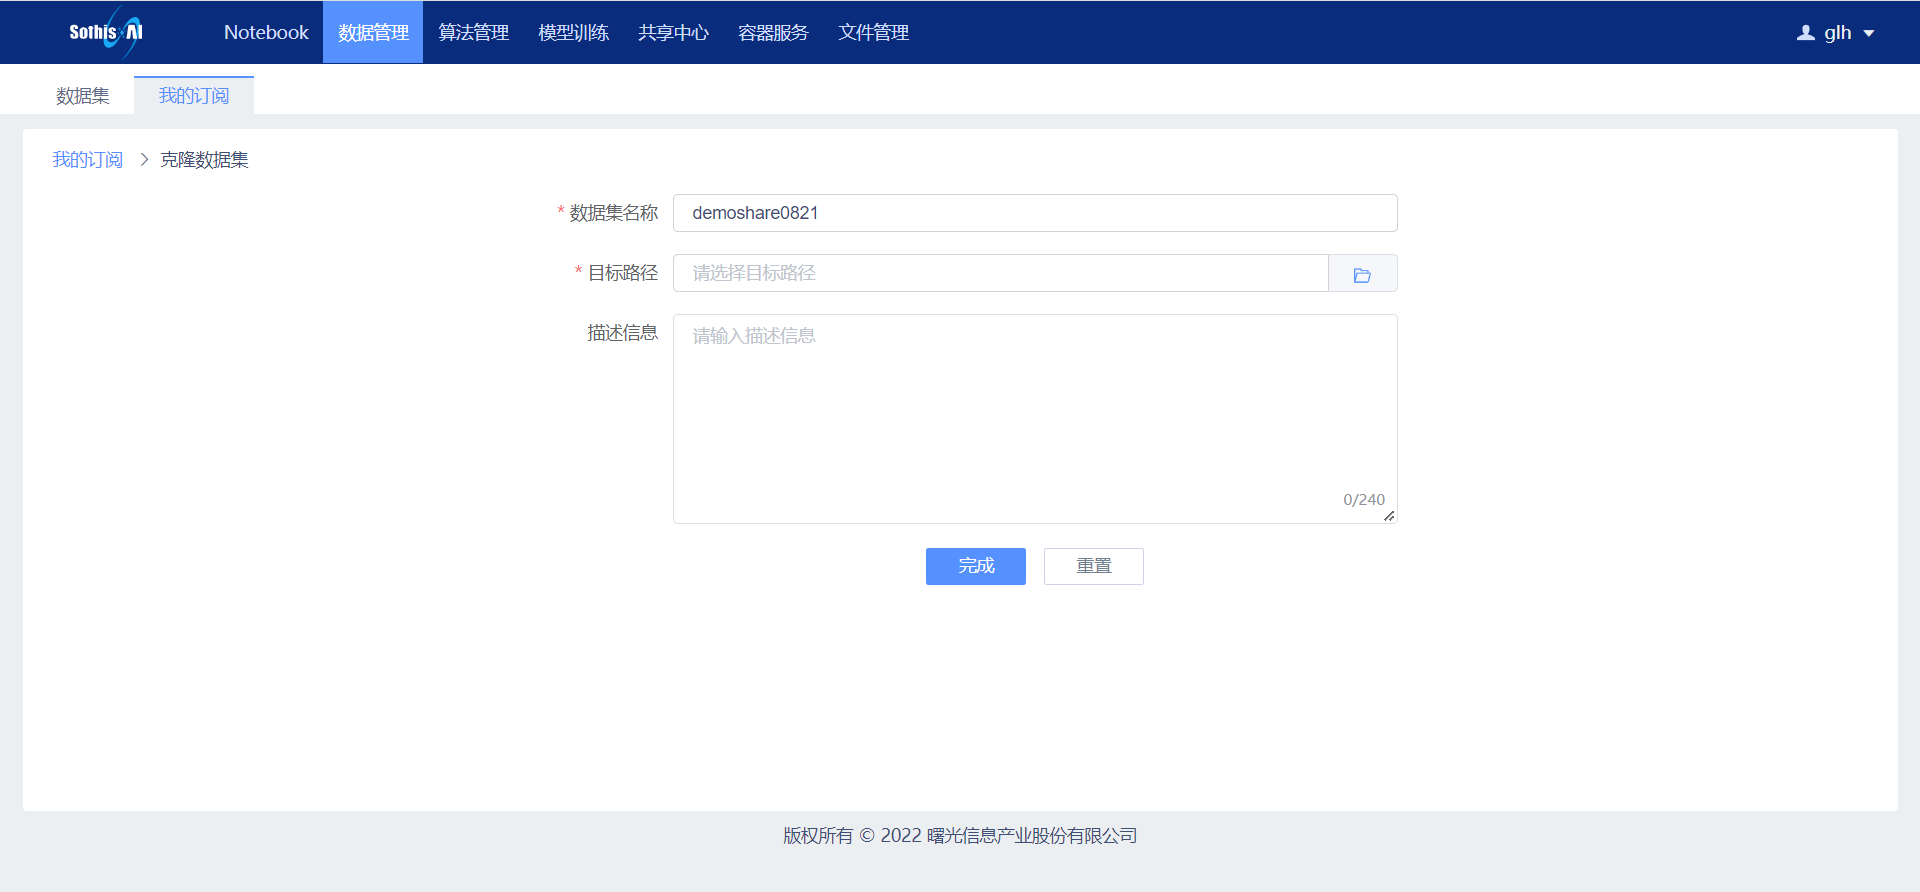 SothisAI Notebook 数据管理 算法管理 模型训练 共享中心 容器服务 文件管理 glh
数据集 我的订阅
我的订阅 > 克隆数据集
* 数据集名称 demoshare0821
* 目标路径 请选择目标路径
描述信息 请输入描述信息
0/240
完成 重置
版权所有 © 2022 曙光信息产业股份有限公司